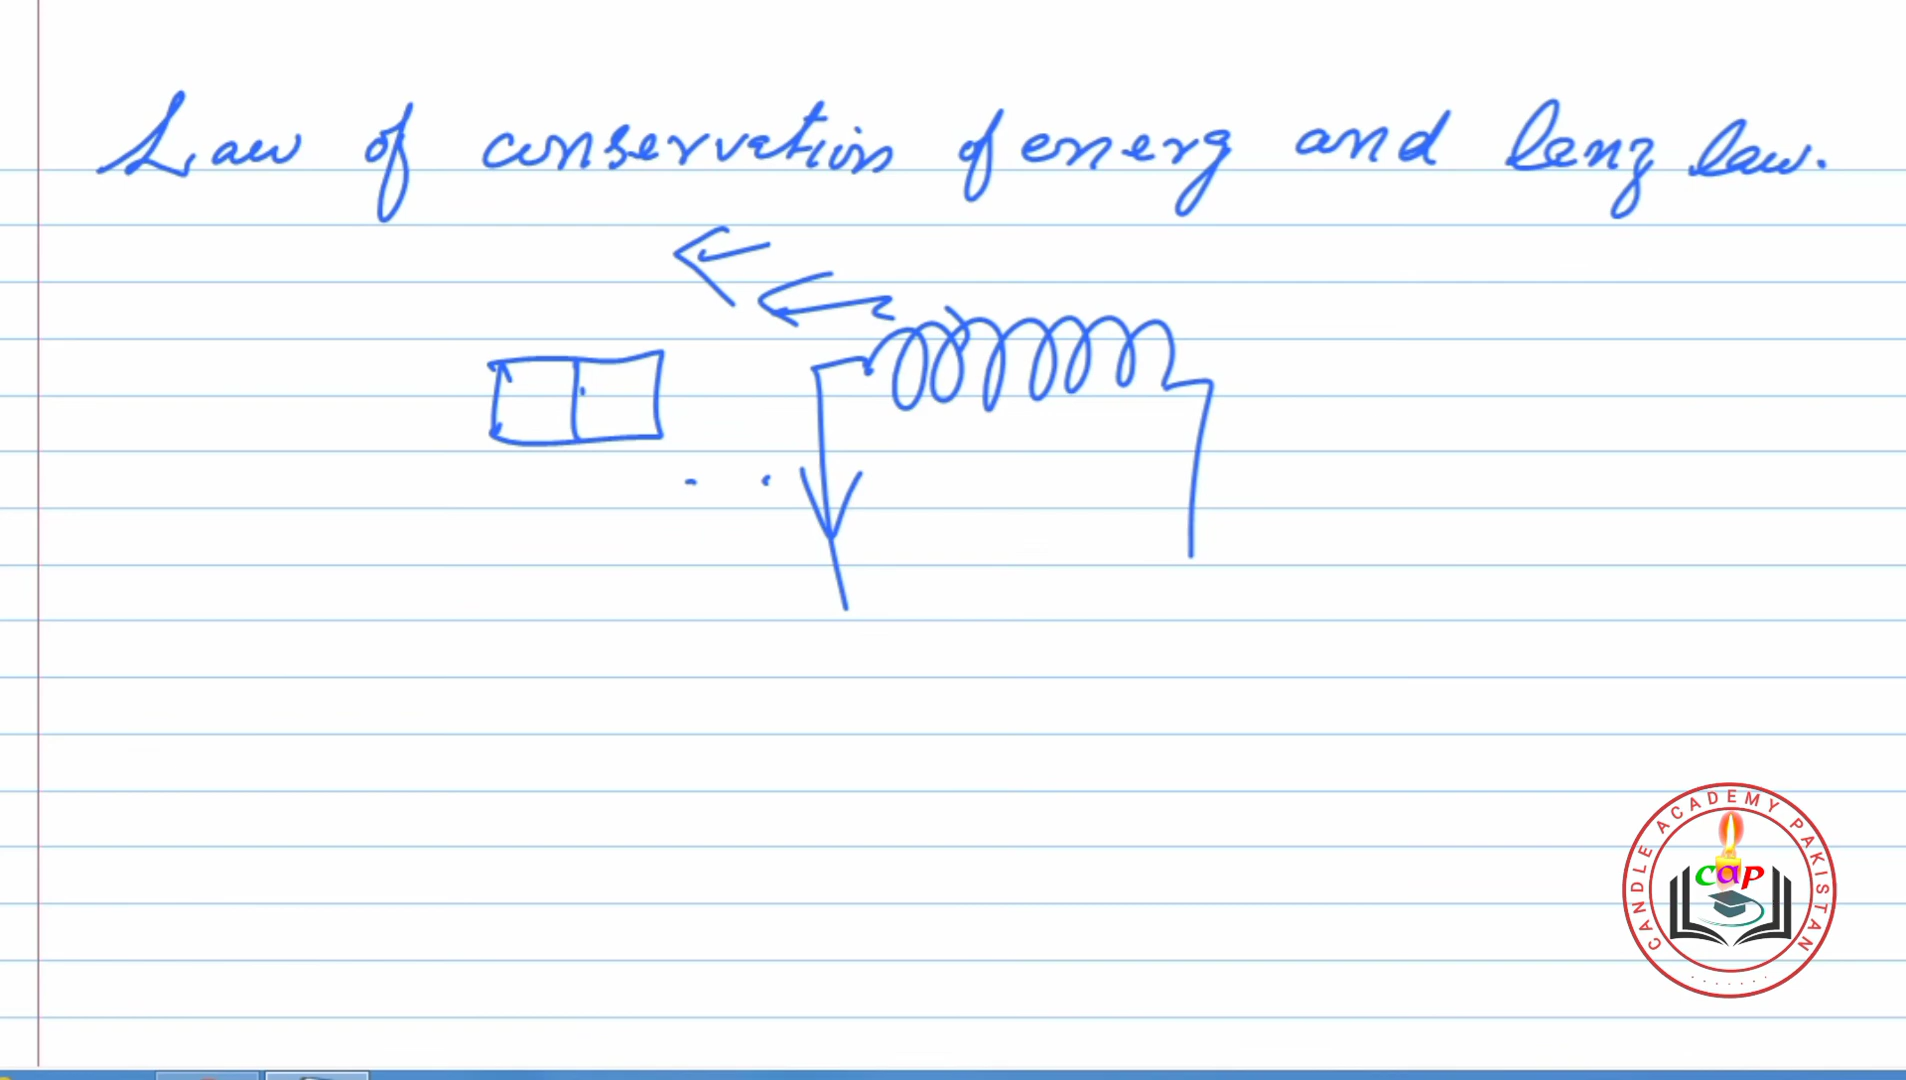 Law of conservation of energ and lenz law.
CANDLE ACADEMY PAKISTAN
cap